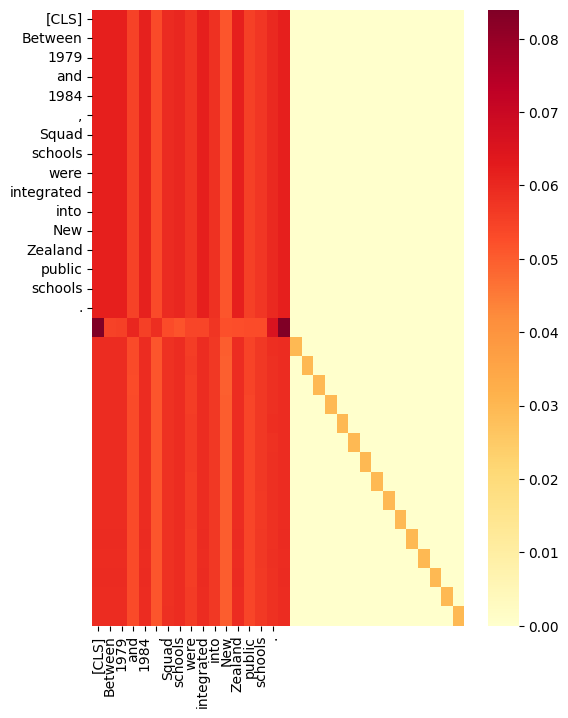 [CLS]
Between
1979
and
1984
,
Squad
schools
were
integrated
into
New
Zealand
public
schools
.
[CLS]
Between
1979
and
1984
,
Squad
schools
were
integrated
into
New
Zealand
public
schools
.
0.08
0.07
0.06
0.05
0.04
0.03
0.02
0.01
0.00